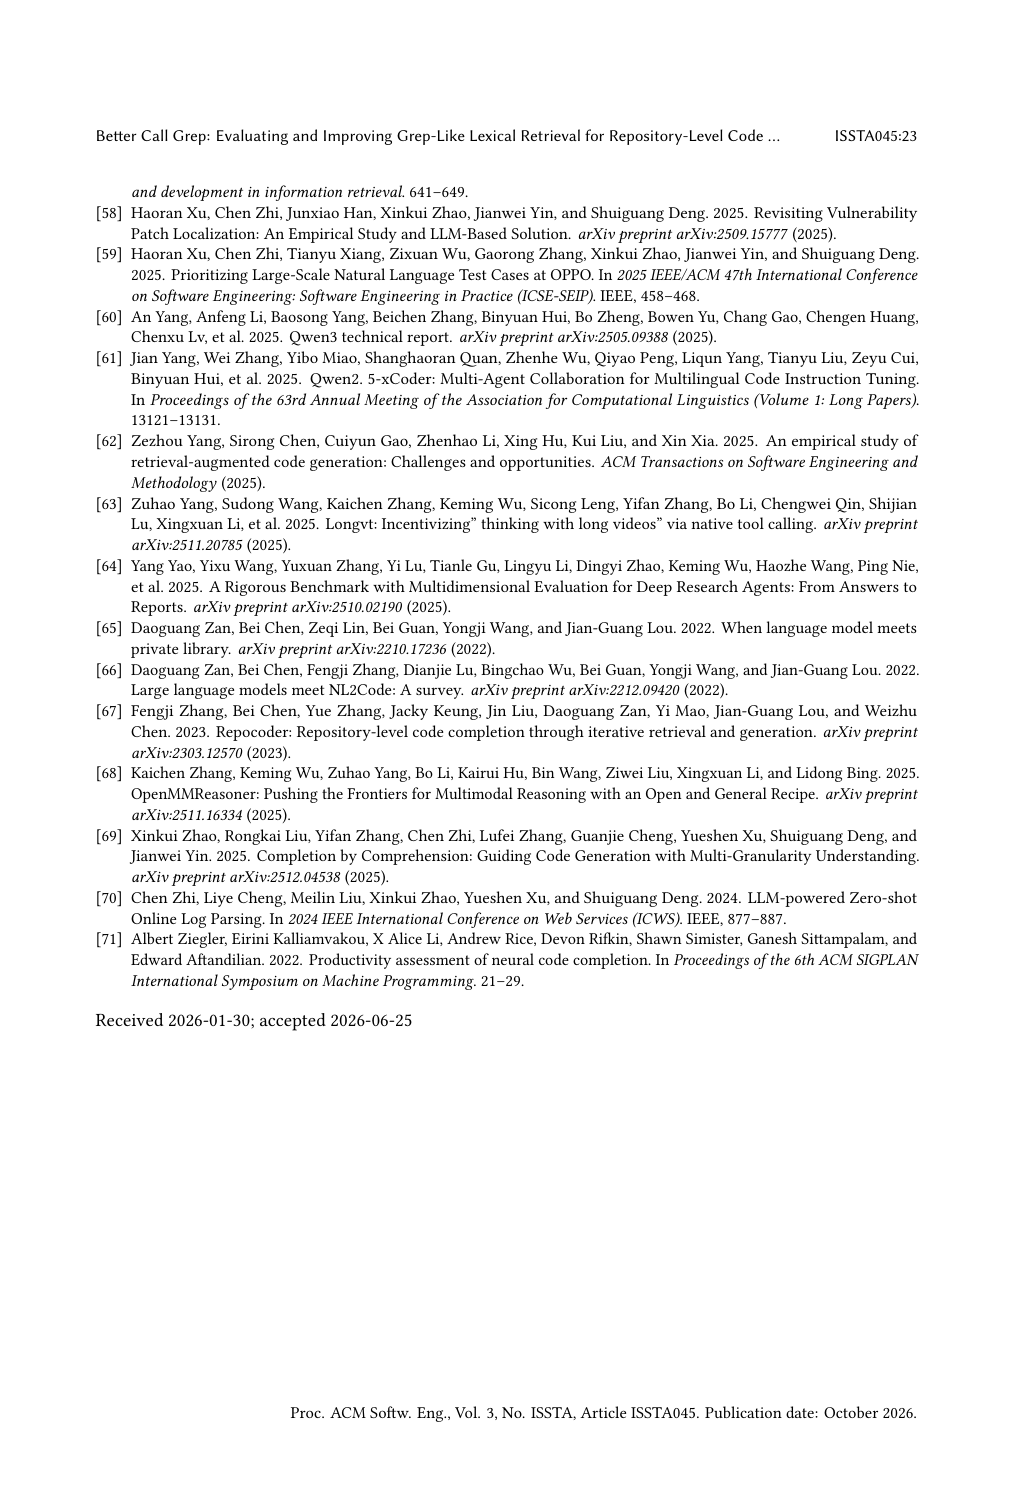 Better Call Grep: Evaluating and Improving Grep-Like Lexical Retrieval for Repository-Level Code ... ISSTA045:23
and development in information retrieval. 641–649.
[58] Haoran Xu, Chen Zhi, Junxiao Han, Xinkui Zhao, Jianwei Yin, and Shuiguang Deng. 2025. Revisiting Vulnerability
Patch Localization: An Empirical Study and LLM-Based Solution. arXiv preprint arXiv:2509.15777 (2025).
[59] Haoran Xu, Chen Zhi, Tianyu Xiang, Zixuan Wu, Gaorong Zhang, Xinkui Zhao, Jianwei Yin, and Shuiguang Deng.
2025. Prioritizing Large-Scale Natural Language Test Cases at OPPO. In 2025 IEEE/ACM 47th International Conference
on Software Engineering: Software Engineering in Practice (ICSE-SEIP). IEEE, 458–468.
[60] An Yang, Anfeng Li, Baosong Yang, Beichen Zhang, Binyuan Hui, Bo Zheng, Bowen Yu, Chang Gao, Chengen Huang,
Chenxu Lv, et al. 2025. Qwen3 technical report. arXiv preprint arXiv:2505.09388 (2025).
[61] Jian Yang, Wei Zhang, Yibo Miao, Shanghaoran Quan, Zhenhe Wu, Qiyao Peng, Liqun Yang, Tianyu Liu, Zeyu Cui,
Binyuan Hui, et al. 2025. Qwen2. 5-xCoder: Multi-Agent Collaboration for Multilingual Code Instruction Tuning.
In Proceedings of the 63rd Annual Meeting of the Association for Computational Linguistics (Volume 1: Long Papers).
13121–13131.
[62] Zezhou Yang, Sirong Chen, Cuiyun Gao, Zhenhao Li, Xing Hu, Kui Liu, and Xin Xia. 2025. An empirical study of
retrieval-augmented code generation: Challenges and opportunities. ACM Transactions on Software Engineering and
Methodology (2025).
[63] Zuhao Yang, Sudong Wang, Kaichen Zhang, Keming Wu, Sicong Leng, Yifan Zhang, Bo Li, Chengwei Qin, Shijian
Lu, Xingxuan Li, et al. 2025. Longvt: Incentivizing” thinking with long videos” via native tool calling. arXiv preprint
arXiv:2511.20785 (2025).
[64] Yang Yao, Yixu Wang, Yuxuan Zhang, Yi Lu, Tianle Gu, Lingyu Li, Dingyi Zhao, Keming Wu, Haozhe Wang, Ping Nie,
et al. 2025. A Rigorous Benchmark with Multidimensional Evaluation for Deep Research Agents: From Answers to
Reports. arXiv preprint arXiv:2510.02190 (2025).
[65] Daoguang Zan, Bei Chen, Zeqi Lin, Bei Guan, Yongji Wang, and Jian-Guang Lou. 2022. When language model meets
private library. arXiv preprint arXiv:2210.17236 (2022).
[66] Daoguang Zan, Bei Chen, Fengji Zhang, Dianjie Lu, Bingchao Wu, Bei Guan, Yongji Wang, and Jian-Guang Lou. 2022.
Large language models meet NL2Code: A survey. arXiv preprint arXiv:2212.09420 (2022).
[67] Fengji Zhang, Bei Chen, Yue Zhang, Jacky Keung, Jin Liu, Daoguang Zan, Yi Mao, Jian-Guang Lou, and Weizhu
Chen. 2023. Repocoder: Repository-level code completion through iterative retrieval and generation. arXiv preprint
arXiv:2303.12570 (2023).
[68] Kaichen Zhang, Keming Wu, Zuhao Yang, Bo Li, Kairui Hu, Bin Wang, Ziwei Liu, Xingxuan Li, and Lidong Bing. 2025.
OpenMMReasoner: Pushing the Frontiers for Multimodal Reasoning with an Open and General Recipe. arXiv preprint
arXiv:2511.16334 (2025).
[69] Xinkui Zhao, Rongkai Liu, Yifan Zhang, Chen Zhi, Lufei Zhang, Guanjie Cheng, Yueshen Xu, Shuiguang Deng, and
Jianwei Yin. 2025. Completion by Comprehension: Guiding Code Generation with Multi-Granularity Understanding.
arXiv preprint arXiv:2512.04538 (2025).
[70] Chen Zhi, Liye Cheng, Meilin Liu, Xinkui Zhao, Yueshen Xu, and Shuiguang Deng. 2024. LLM-powered Zero-shot
Online Log Parsing. In 2024 IEEE International Conference on Web Services (ICWS). IEEE, 877–887.
[71] Albert Ziegler, Eirini Kalliamvakou, X Alice Li, Andrew Rice, Devon Rifkin, Shawn Simister, Ganesh Sittampalam, and
Edward Aftandilian. 2022. Productivity assessment of neural code completion. In Proceedings of the 6th ACM SIGPLAN
International Symposium on Machine Programming. 21–29.
Received 2026-01-30; accepted 2026-06-25
Proc. ACM Softw. Eng., Vol. 3, No. ISSTA, Article ISSTA045. Publication date: October 2026.